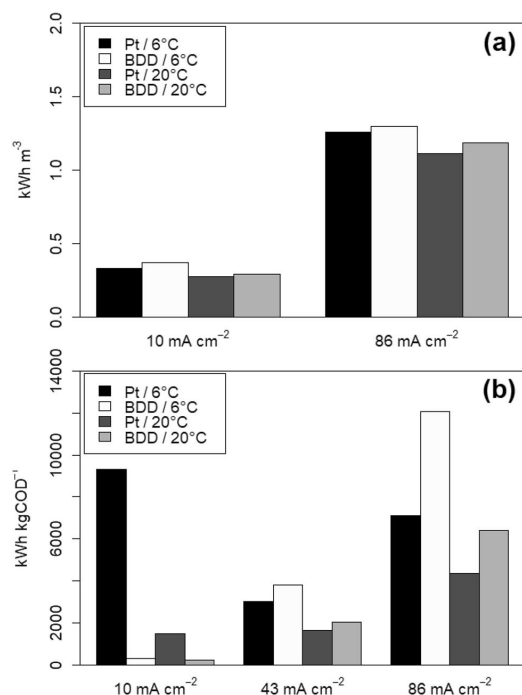 (a)
Pt / 6°C
BDD / 6°C
Pt / 20°C
BDD / 20°C
kWh m⁻³
0.0 0.5 1.0 1.5 2.0
10 mA cm⁻² 86 mA cm⁻²
(b)
Pt / 6°C
BDD / 6°C
Pt / 20°C
BDD / 20°C
kWh kgCOD⁻¹
0 2000 6000 10000 14000
10 mA cm⁻² 43 mA cm⁻² 86 mA cm⁻²